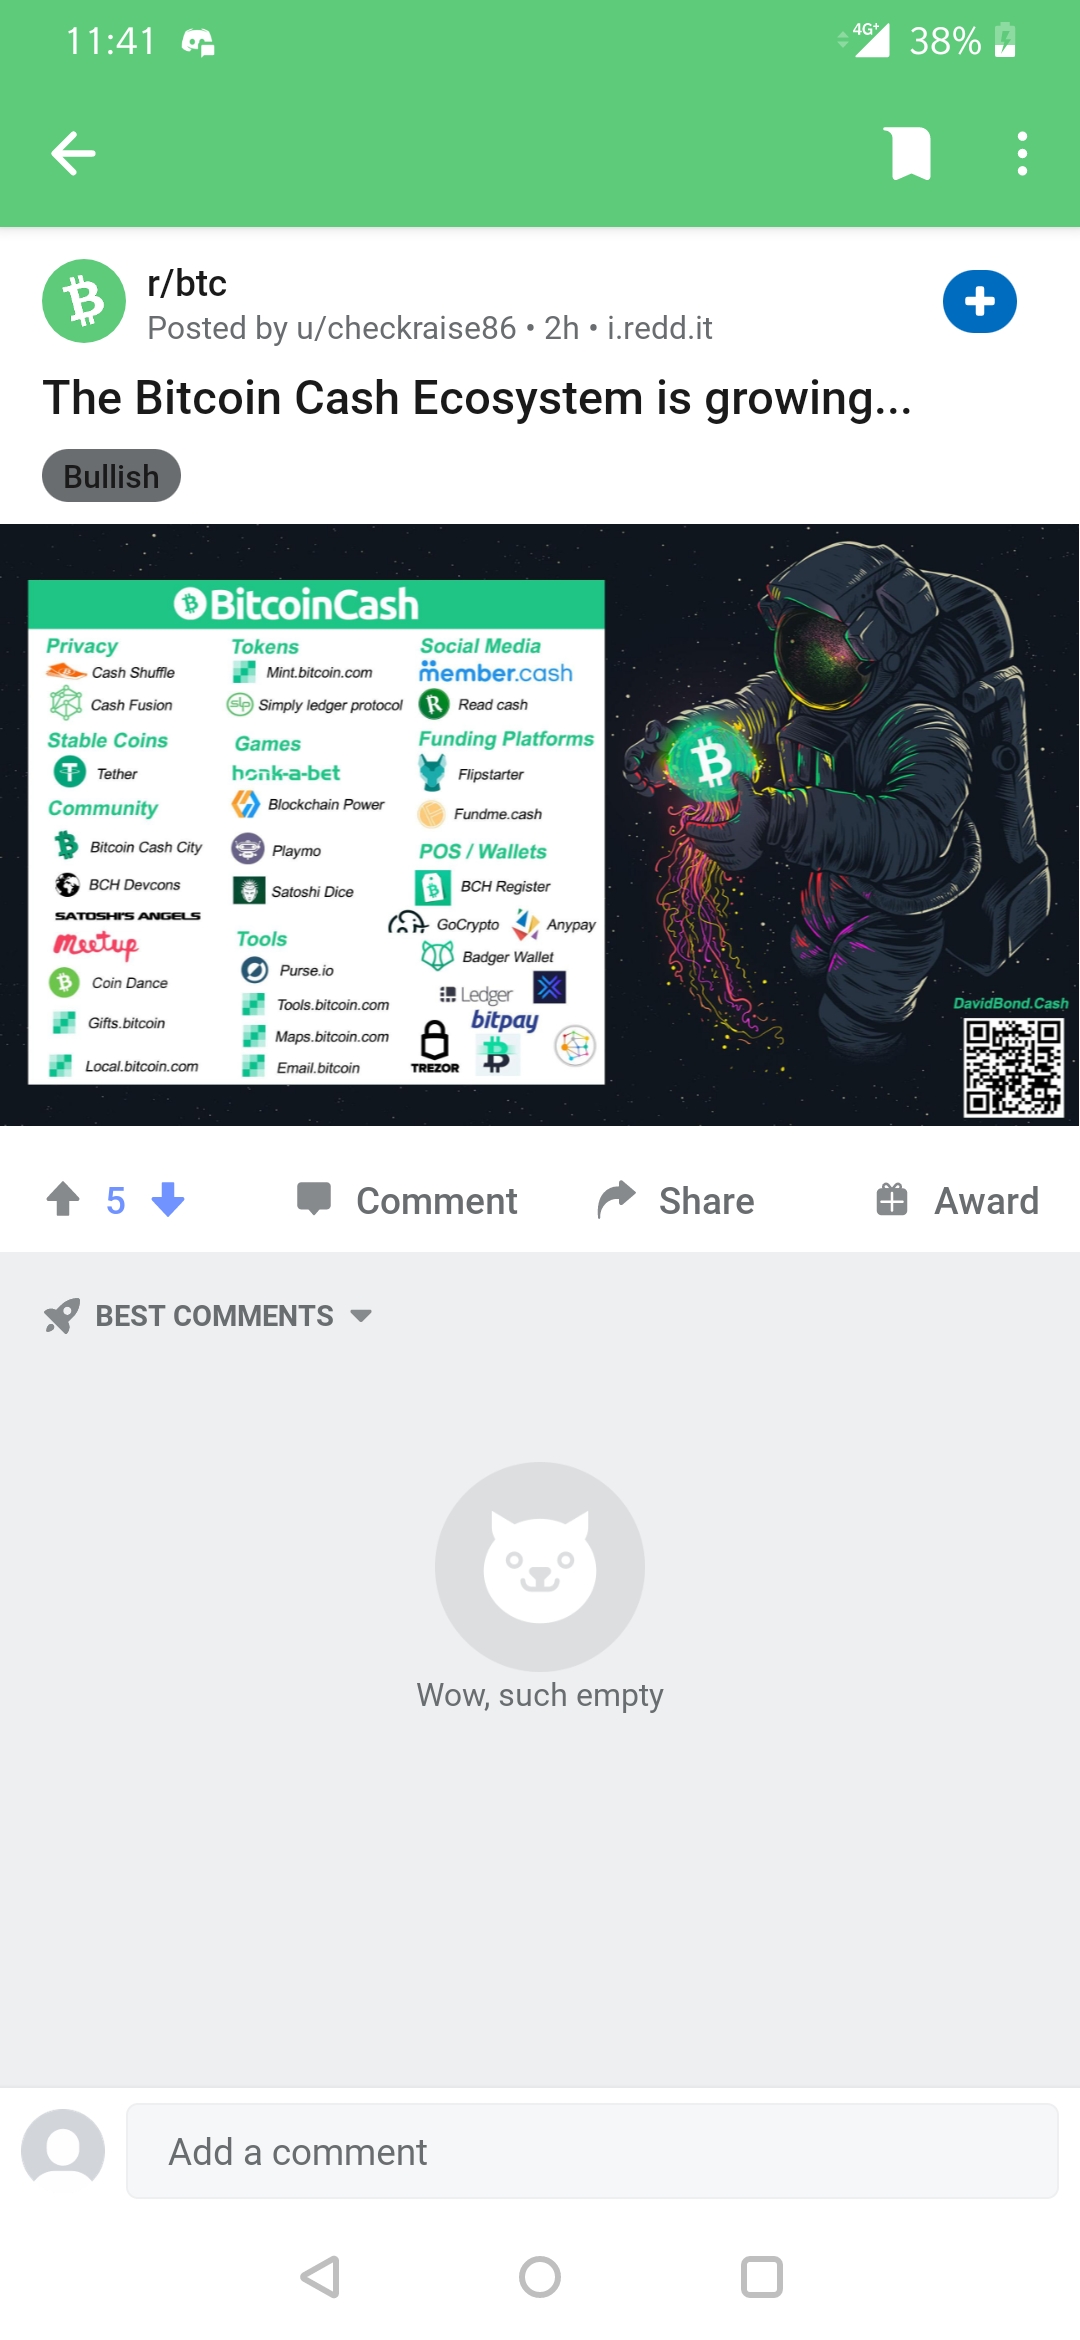 11:41
4G+ 38%
r/btc
Posted by u/checkraise86 • 2h • i.redd.it
The Bitcoin Cash Ecosystem is growing...
Bullish
BitcoinCash
Privacy
Cash Shuffle
Cash Fusion
Stable Coins
Tether
Community
Bitcoin Cash City
BCH Devcons
SATOSHI'S ANGELS
Meetup
Coin Dance
Gifts.bitcoin
Local.bitcoin.com
Tokens
Mint.bitcoin.com
slp Simply ledger protocol
Games
honk-a-bet
Blockchain Power
Playmo
Satoshi Dice
Tools
Purse.io
Tools.bitcoin.com
Maps.bitcoin.com
Email.bitcoin
Social Media
member.cash
R Read cash
Funding Platforms
Flipstarter
Fundme.cash
POS / Wallets
BCH Register
GoCrypto Anypay
Badger Wallet
Ledger
bitpay
TREZOR
DavidBond.Cash
5 Comment Share Award
BEST COMMENTS
Wow, such empty
Add a comment